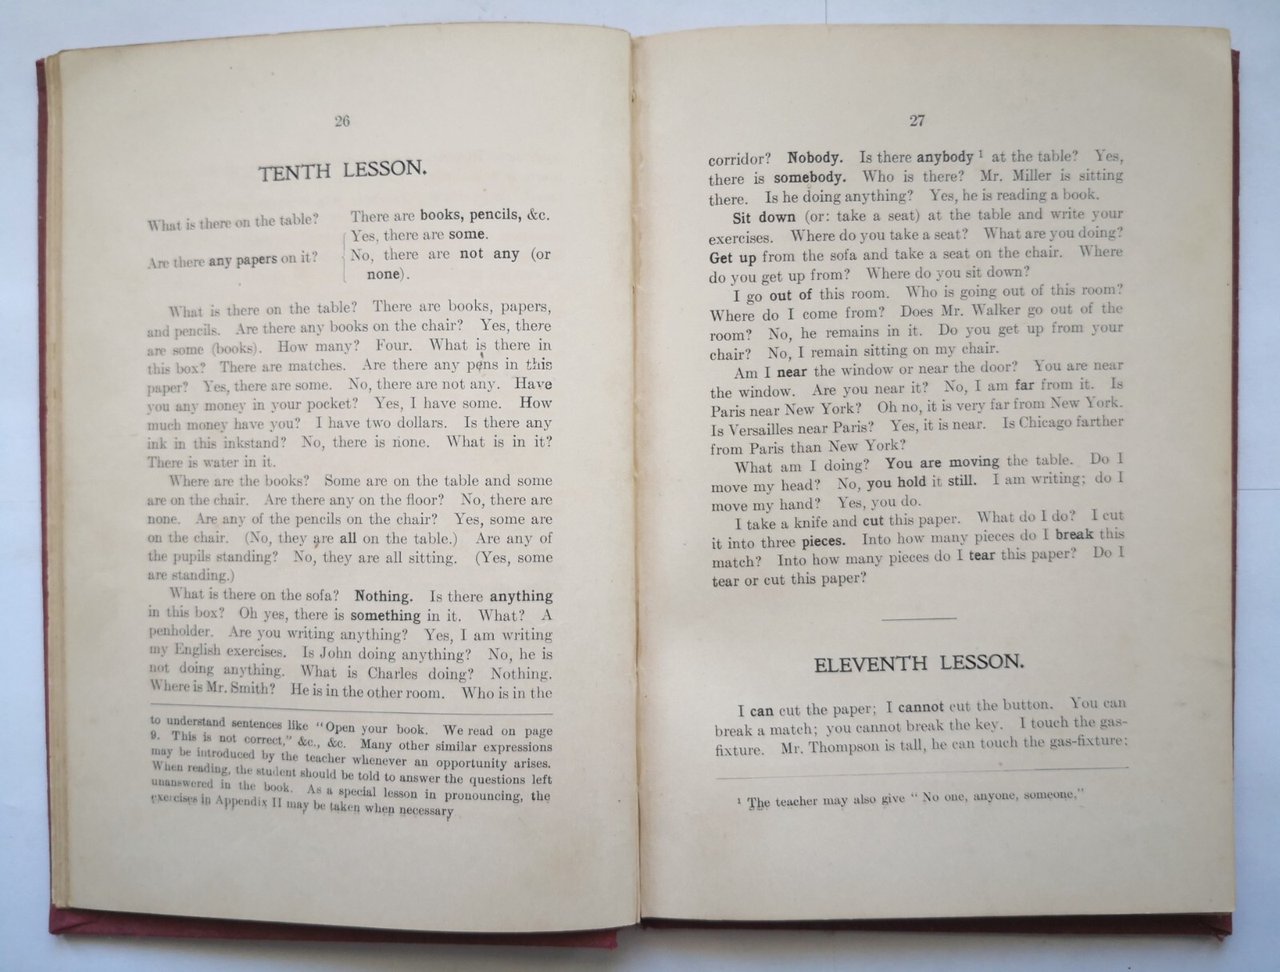 26
TENTH LESSON.
What is there on the table? There are books, pencils, &c.
Yes, there are some.
Are there any papers on it? No, there are not any (or
none).
What is there on the table? There are books, papers,
and pencils. Are there any books on the chair? Yes, there
are some (books). How many? Four. What is there in
this box? There are matches. Are there any pens in this
paper? Yes, there are some. No, there are not any. Have
you any money in your pocket? Yes, I have some. How
much money have you? I have two dollars. Is there any
ink in this inkstand? No, there is none. What is in it?
There is water in it.
Where are the books? Some are on the table and some
are on the chair. Are there any on the floor? No, there are
none. Are any of the pencils on the chair? Yes, some are
on the chair. (No, they are all on the table.) Are any of
the pupils standing? No, they are all sitting. (Yes, some
are standing.)
What is there on the sofa? Nothing. Is there anything
in this box? Oh yes, there is something in it. What? A
penholder. Are you writing anything? Yes, I am writing
my English exercises. Is John doing anything? No, he is
not doing anything. What is Charles doing? Nothing.
Where is Mr. Smith? He is in the other room. Who is in the
to understand sentences like "Open your book. We read on page
9. This is not correct," &c., &c. Many other similar expressions
may be introduced by the teacher whenever an opportunity arises.
When reading, the student should be told to answer the questions left
unanswered in the book. As a special lesson in pronouncing, the
exercises in Appendix II may be taken when necessary
27
corridor? Nobody. Is there anybody ¹ at the table? Yes,
there is somebody. Who is there? Mr. Miller is sitting
there. Is he doing anything? Yes, he is reading a book.
Sit down (or: take a seat) at the table and write your
exercises. Where do you take a seat? What are you doing?
Get up from the sofa and take a seat on the chair. Where
do you get up from? Where do you sit down?
I go out of this room. Who is going out of this room?
Where do I come from? Does Mr. Walker go out of the
room? No, he remains in it. Do you get up from your
chair? No, I remain sitting on my chair.
Am I near the window or near the door? You are near
the window. Are you near it? No, I am far from it. Is
Paris near New York? Oh no, it is very far from New York.
Is Versailles near Paris? Yes, it is near. Is Chicago farther
from Paris than New York?
What am I doing? You are moving the table. Do I
move my head? No, you hold it still. I am writing; do I
move my hand? Yes, you do.
I take a knife and cut this paper. What do I do? I cut
it into three pieces. Into how many pieces do I break this
match? Into how many pieces do I tear this paper? Do I
tear or cut this paper?
ELEVENTH LESSON.
I can cut the paper; I cannot cut the button. You can
break a match; you cannot break the key. I touch the gas-
fixture. Mr. Thompson is tall, he can touch the gas-fixture;
¹ The teacher may also give "No one, anyone, someone."